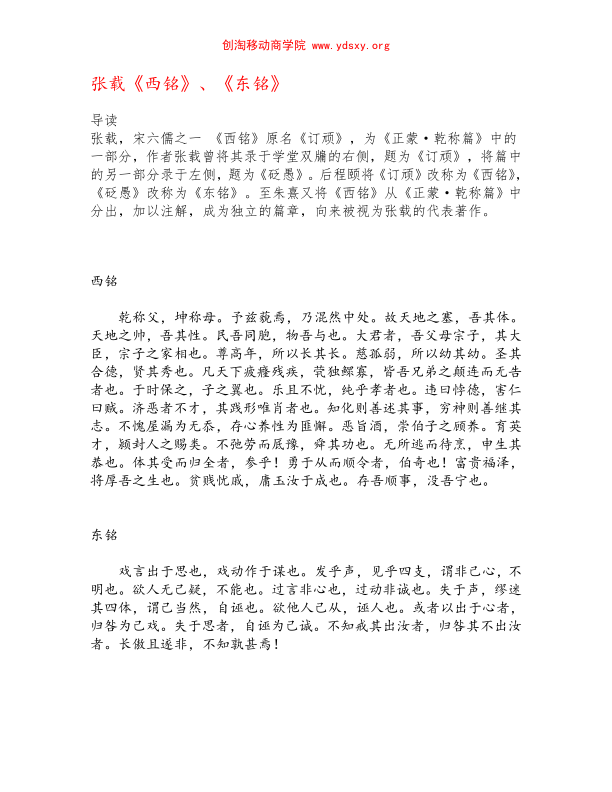 创淘移动商学院 www.ydsxy.org
张载《西铭》、《东铭》
导读
张载，宋六儒之一 《西铭》原名《订顽》，为《正蒙·乾称篇》中的
一部分，作者张载曾将其录于学堂双牖的右侧，题为《订顽》，将篇中
的另一部分录于左侧，题为《砭愚》。后程颐将《订顽》改称为《西铭》，
《砭愚》改称为《东铭》。至朱熹又将《西铭》从《正蒙·乾称篇》中
分出，加以注解，成为独立的篇章，向来被视为张载的代表著作。
西铭
乾称父，坤称母。予兹藐焉，乃混然中处。故天地之塞，吾其体。
天地之帅，吾其性。民吾同胞，物吾与也。大君者，吾父母宗子，其大
臣，宗子之家相也。尊高年，所以长其长。慈孤弱，所以幼其幼。圣其
合德，贤其秀也。凡天下疲癃残疾，茕独鳏寡，皆吾兄弟之颠连而无告
者也。于时保之，子之翼也。乐且不忧，纯乎孝者也。违曰悖德，害仁
曰贼。济恶者不才，其践形唯肖者也。知化则善述其事，穷神则善继其
志。不愧屋漏为无忝，存心养性为匪懈。恶旨酒，崇伯子之顾养。育英
才，颍封人之赐类。不弛劳而厎豫，舜其功也。无所逃而待烹，申生其
恭也。体其受而归全者，参乎！勇于从而顺令者，伯奇也！富贵福泽，
将厚吾之生也。贫贱忧戚，庸玉汝于成也。存吾顺事，没吾宁也。
东铭
戏言出于思也，戏动作于谋也。发乎声，见乎四支，谓非己心，不
明也。欲人无己疑，不能也。过言非心也，过动非诚也。失于声，缪迷
其四体，谓己当然，自诬也。欲他人己从，诬人也。或者以出于心者，
归咎为己戏。失于思者，自诬为己诚。不知戒其出汝者，归咎其不出汝
者。长傲且遂非，不知孰甚焉！